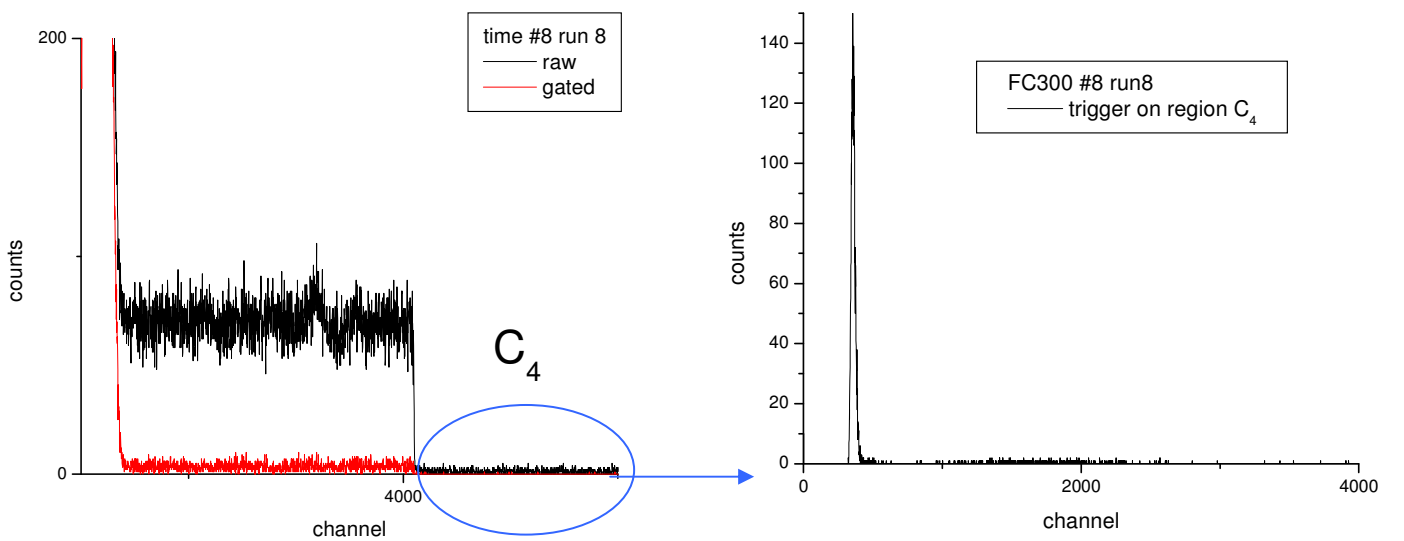 200
0
counts
time #8 run 8
raw
gated
C4
4000
channel
140
120
100
80
60
40
20
0
counts
FC300 #8 run8
trigger on region C4
0
2000
4000
channel